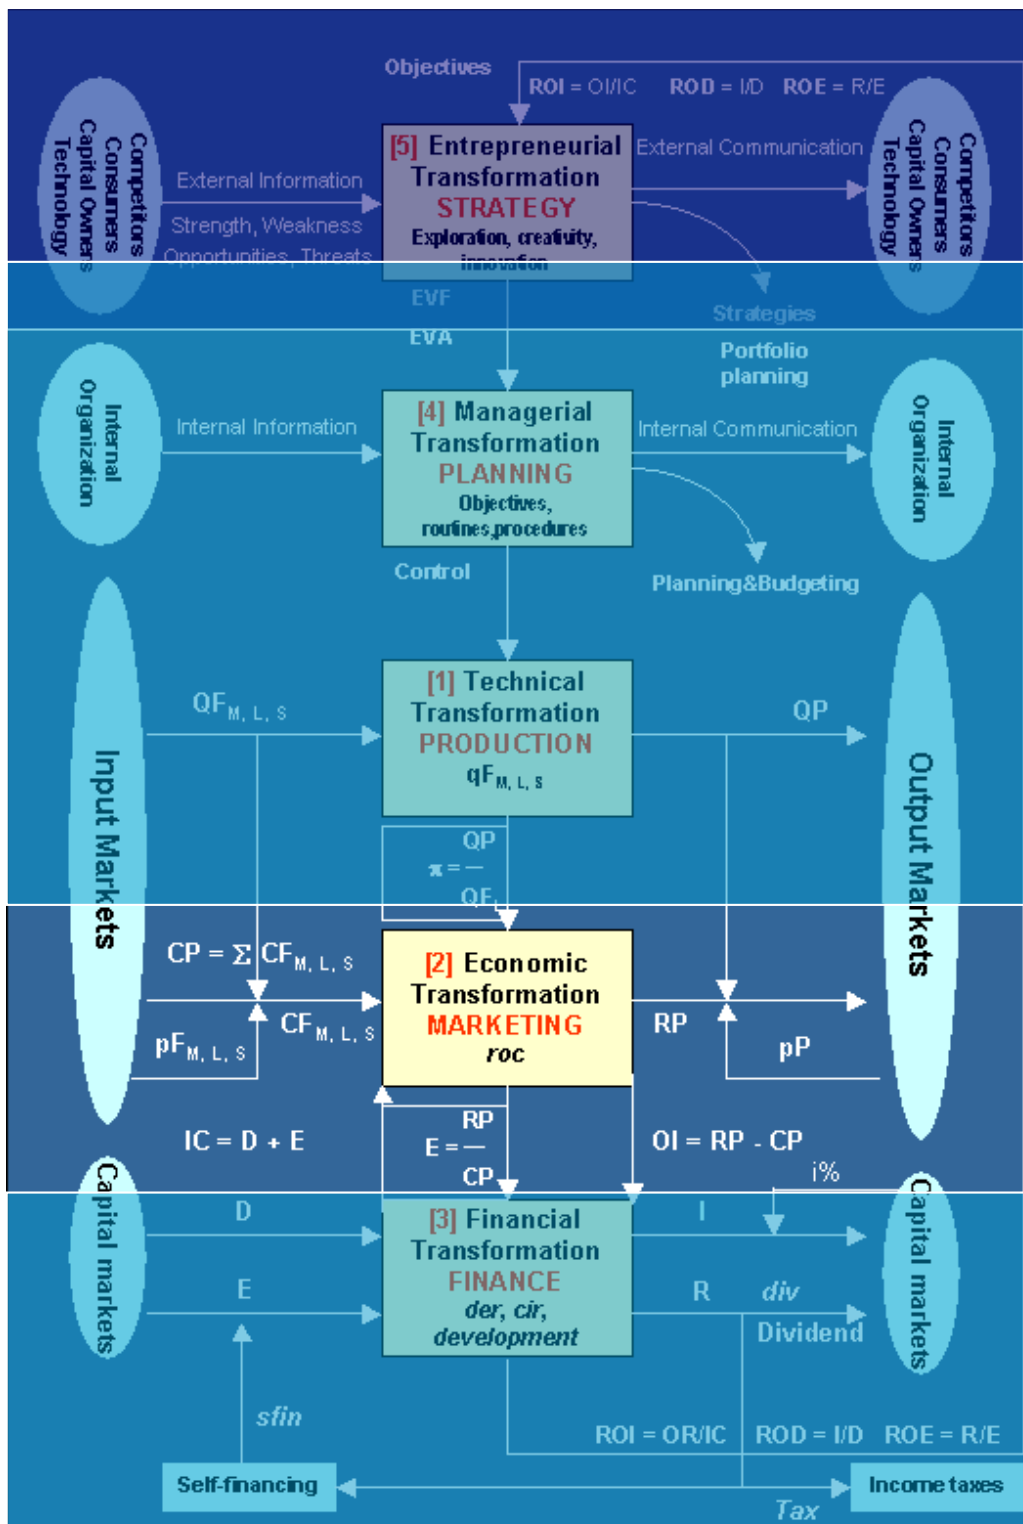 Objectives
ROI = OI/IC ROD = I/D ROE = R/E
Competitors
Consumers
Capital Owners
Technology
External Information
Strength, Weakness
Opportunities, Threats
[5] Entrepreneurial
Transformation
STRATEGY
Exploration, creativity,
innovation
External Communication
Competitors
Consumers
Capital Owners
Technology
EVF
EVA
Strategies
Portfolio
planning
Internal
Organization
Internal Information
[4] Managerial
Transformation
PLANNING
Objectives,
routines,procedures
Internal Communication
Internal
Organization
Control
Planning&Budgeting
Input Markets
QF M, L, S
[1] Technical
Transformation
PRODUCTION
qF M, L, S
QP
Output Markets
QP
π = —
QF L
CP = Σ CF M, L, S
CF M, L, S
pF M, L, S
[2] Economic
Transformation
MARKETING
roc
RP
pP
IC = D + E
RP
E = —
CP
OI = RP - CP
i%
Capital markets
D
E
[3] Financial
Transformation
FINANCE
der, cir,
development
I
R div
Dividend
Capital markets
sfin
ROI = OR/IC ROD = I/D ROE = R/E
Self-financing
Income taxes
Tax